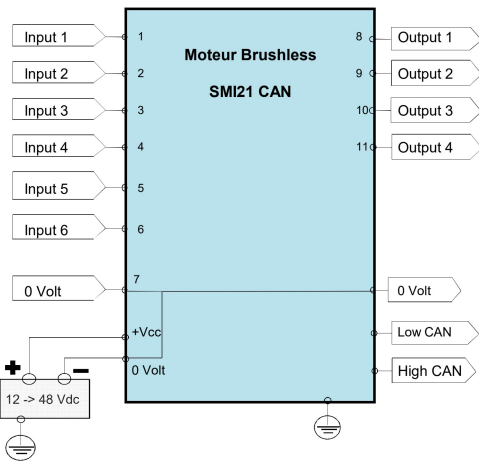 Moteur Brushless
SMI21 CAN
Input 1
1
Input 2
2
Input 3
3
Input 4
4
Input 5
5
Input 6
6
0 Volt
7
+Vcc
0 Volt
+ −
12 -> 48 Vdc
8 Output 1
9 Output 2
10 Output 3
11 Output 4
0 Volt
Low CAN
High CAN